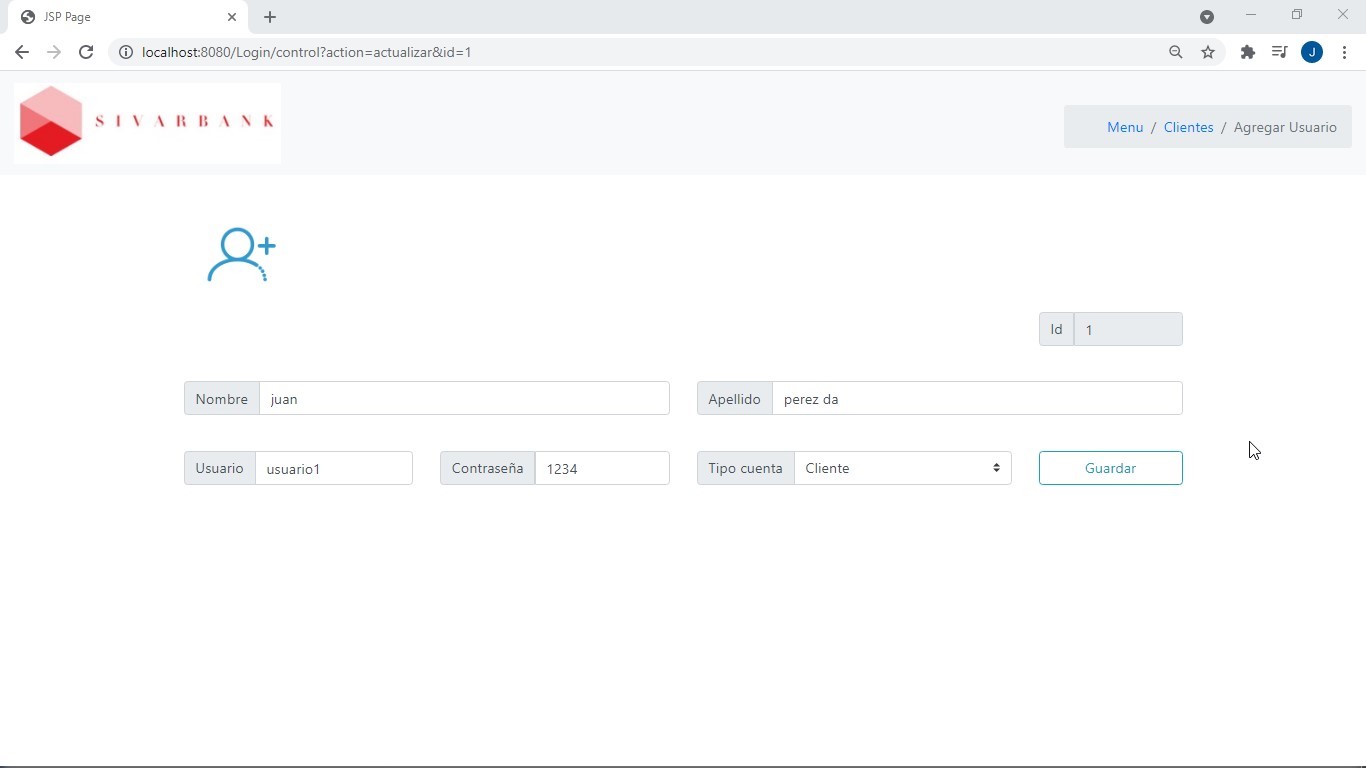 JSP Page
localhost:8080/Login/control?action=actualizar&id=1
J
SIVARBANK
Menu / Clientes / Agregar Usuario
Id 1
Nombre juan Apellido perez da
Usuario usuario1 Contraseña 1234 Tipo cuenta Cliente Guardar